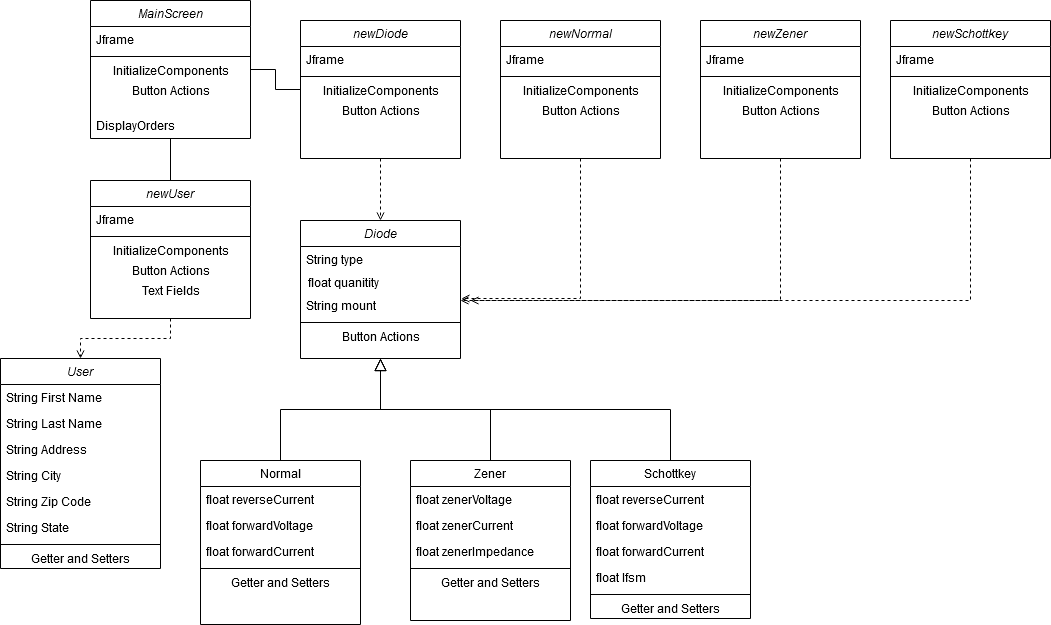 MainScreen
Jframe
InitializeComponents
Button Actions
DisplayOrders
newDiode
Jframe
InitializeComponents
Button Actions
newNormal
Jframe
InitializeComponents
Button Actions
newZener
Jframe
InitializeComponents
Button Actions
newSchottkey
Jframe
InitializeComponents
Button Actions
newUser
Jframe
InitializeComponents
Button Actions
Text Fields
Diode
String type
float quanitity
String mount
Button Actions
User
String First Name
String Last Name
String Address
String City
String Zip Code
String State
Getter and Setters
Normal
float reverseCurrent
float forwardVoltage
float forwardCurrent
Getter and Setters
Zener
float zenerVoltage
float zenerCurrent
float zenerImpedance
Getter and Setters
Schottkey
float reverseCurrent
float forwardVoltage
float forwardCurrent
float Ifsm
Getter and Setters